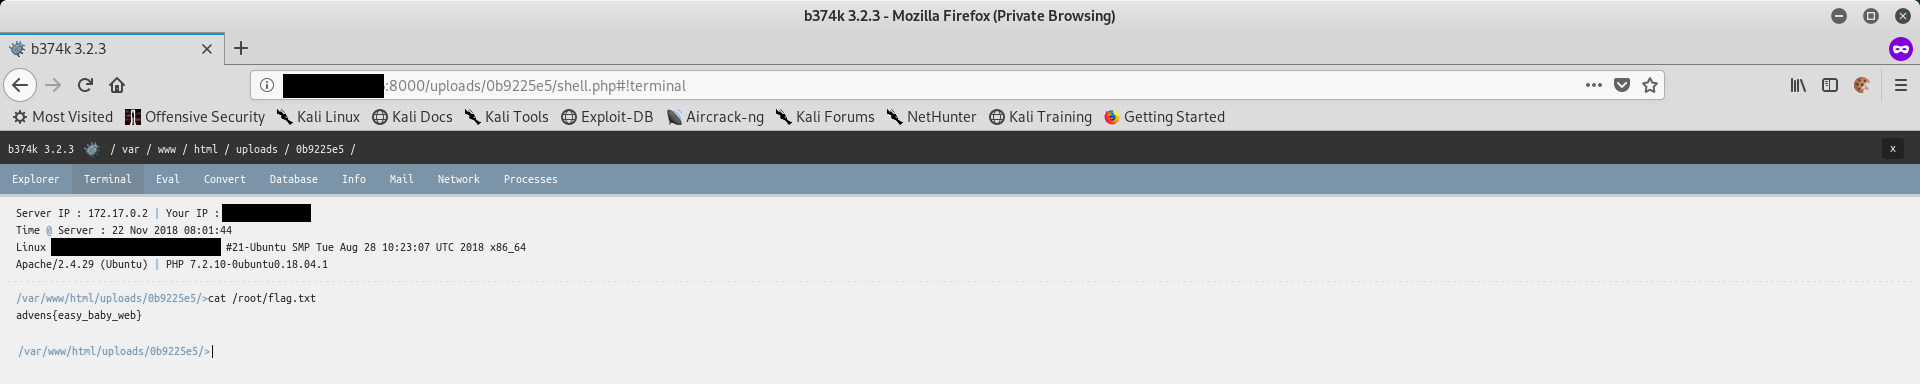 b374k 3.2.3 - Mozilla Firefox (Private Browsing)
b374k 3.2.3
:8000/uploads/0b9225e5/shell.php#!terminal
Most Visited Offensive Security Kali Linux Kali Docs Kali Tools Exploit-DB Aircrack-ng Kali Forums NetHunter Kali Training Getting Started
b374k 3.2.3 / var / www / html / uploads / 0b9225e5 / x
Explorer Terminal Eval Convert Database Info Mail Network Processes
Server IP : 172.17.0.2 | Your IP :
Time @ Server : 22 Nov 2018 08:01:44
Linux #21-Ubuntu SMP Tue Aug 28 10:23:07 UTC 2018 x86_64
Apache/2.4.29 (Ubuntu) | PHP 7.2.10-0ubuntu0.18.04.1
/var/www/html/uploads/0b9225e5/>cat /root/flag.txt
advens{easy_baby_web}
/var/www/html/uploads/0b9225e5/>